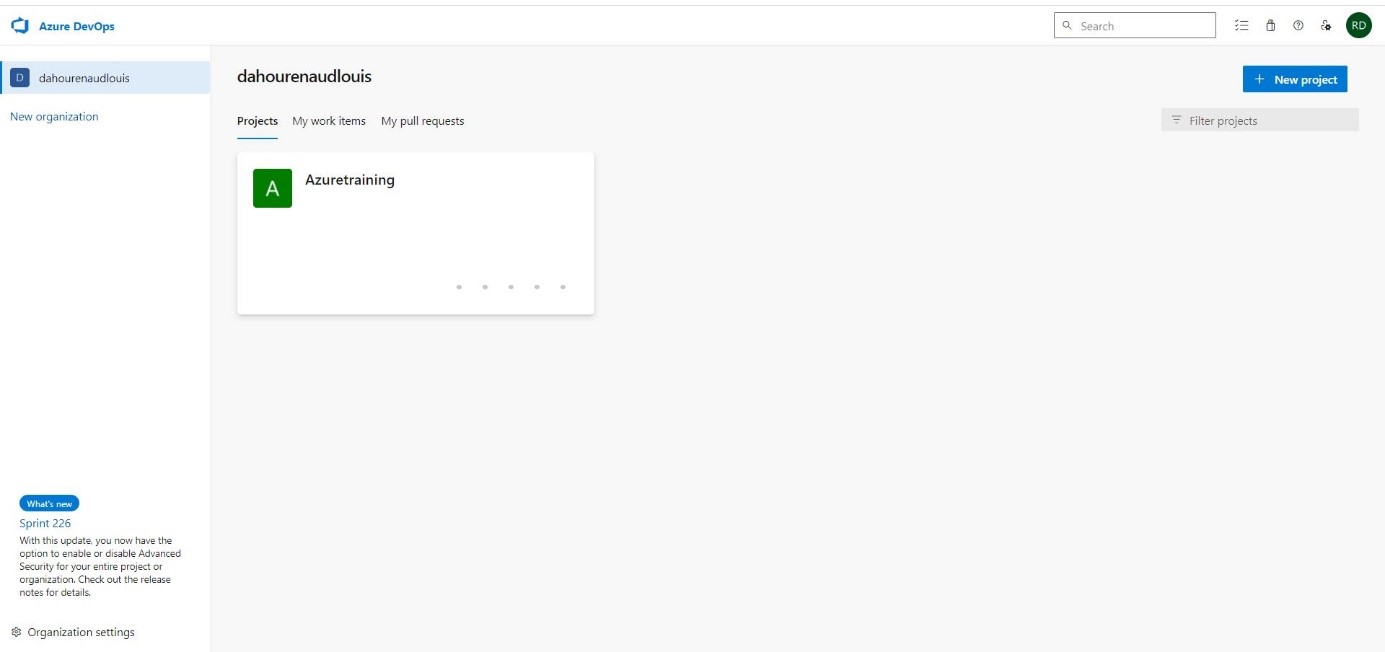 Azure DevOps
Search
RD
D dahourenaudlouis
New organization
dahourenaudlouis
+ New project
Projects My work items My pull requests
Filter projects
A Azuretraining
What's new
Sprint 226
With this update, you now have the
option to enable or disable Advanced
Security for your entire project or
organization. Check out the release
notes for details.
Organization settings